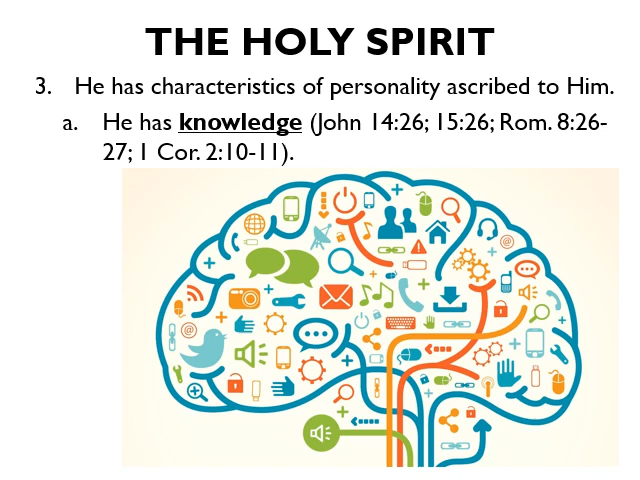 THE HOLY SPIRIT
3. He has characteristics of personality ascribed to Him.
a. He has knowledge (John 14:26; 15:26; Rom. 8:26-
27; 1 Cor. 2:10-11).